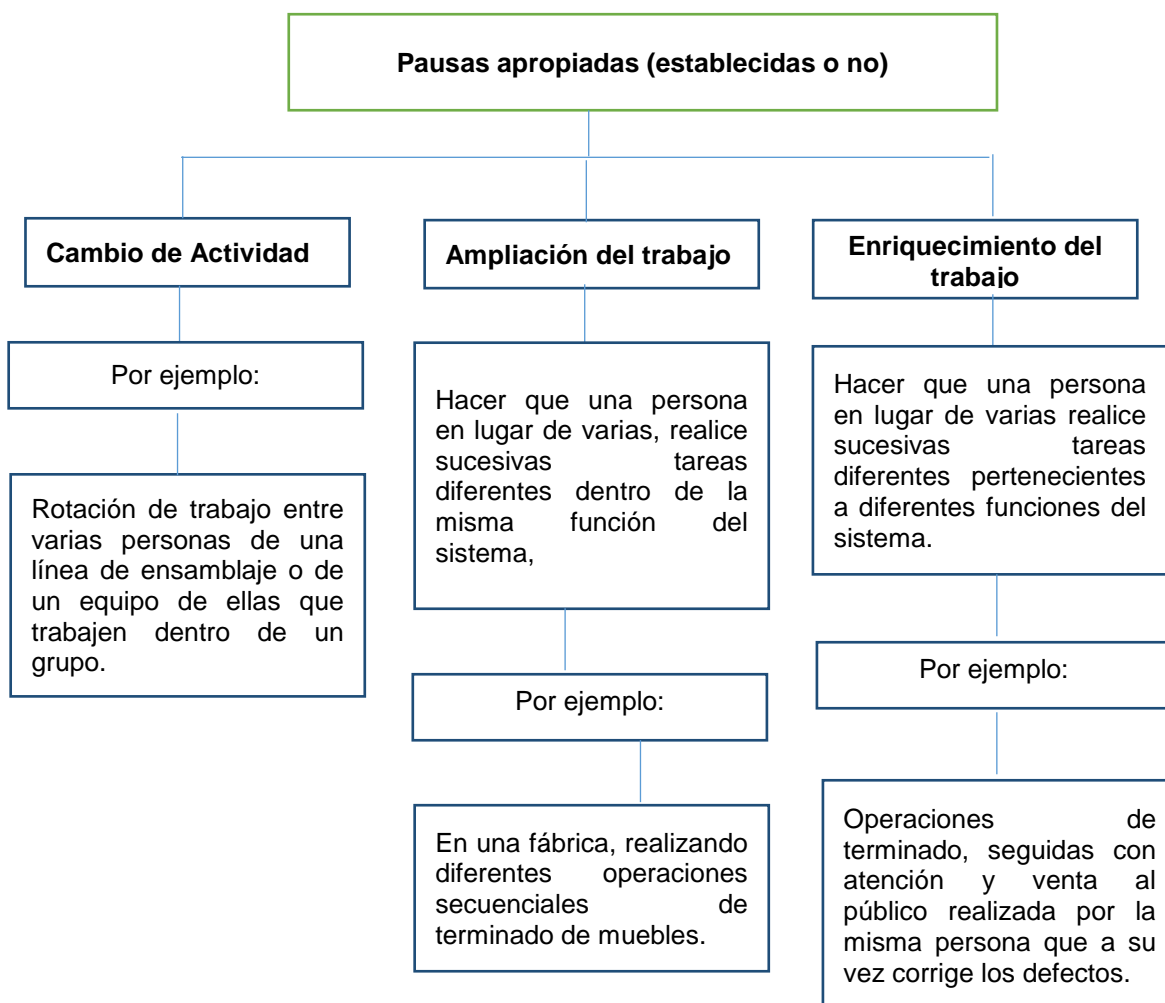 Pausas apropiadas (establecidas o no)
Cambio de Actividad
Por ejemplo:
Rotación de trabajo entre
varias personas de una
línea de ensamblaje o de
un equipo de ellas que
trabajen dentro de un
grupo.
Ampliación del trabajo
Hacer que una persona
en lugar de varias, realice
sucesivas tareas
diferentes dentro de la
misma función del
sistema,
Por ejemplo:
En una fábrica, realizando
diferentes operaciones
secuenciales de
terminado de muebles.
Enriquecimiento del
trabajo
Hacer que una persona
en lugar de varias realice
sucesivas tareas
diferentes pertenecientes
a diferentes funciones del
sistema.
Por ejemplo:
Operaciones de
terminado, seguidas con
atención y venta al
público realizada por la
misma persona que a su
vez corrige los defectos.